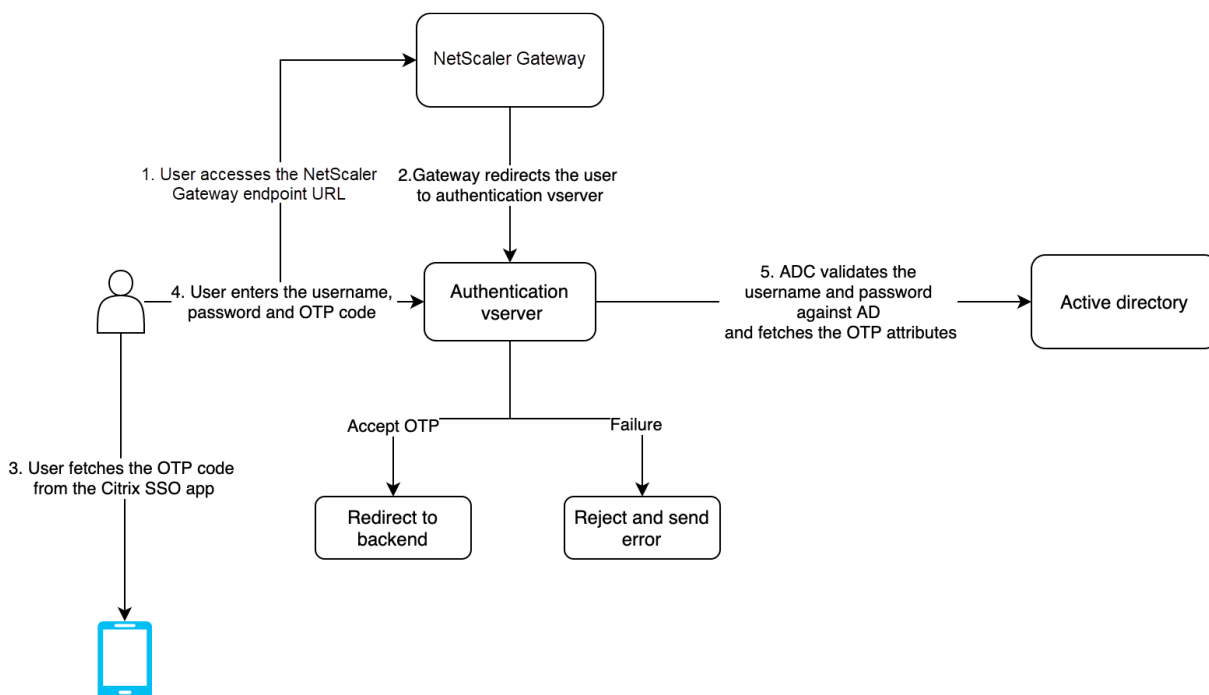 NetScaler Gateway
1. User accesses the NetScaler
Gateway endpoint URL
2.Gateway redirects the user
to authentication vserver
4. User enters the username,
password and OTP code
Authentication
vserver
5. ADC validates the
username and password
against AD
and fetches the OTP attributes
Active directory
Accept OTP
Failure
3. User fetches the OTP code
from the Citrix SSO app
Redirect to
backend
Reject and send
error